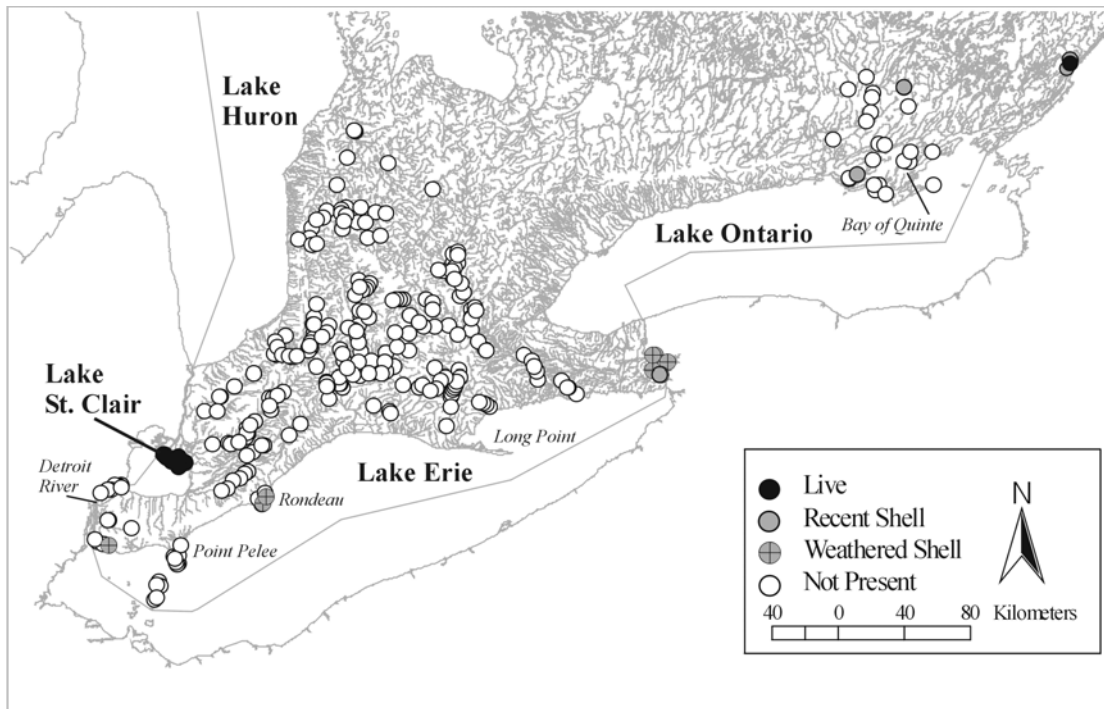 Lake
Huron
Lake Ontario
Bay of Quinte
Lake
St. Clair
Detroit
River
Long Point
Lake Erie
Rondeau
Point Pelee
Live
Recent Shell
Weathered Shell
Not Present
N
Kilometers
40 0 40 80